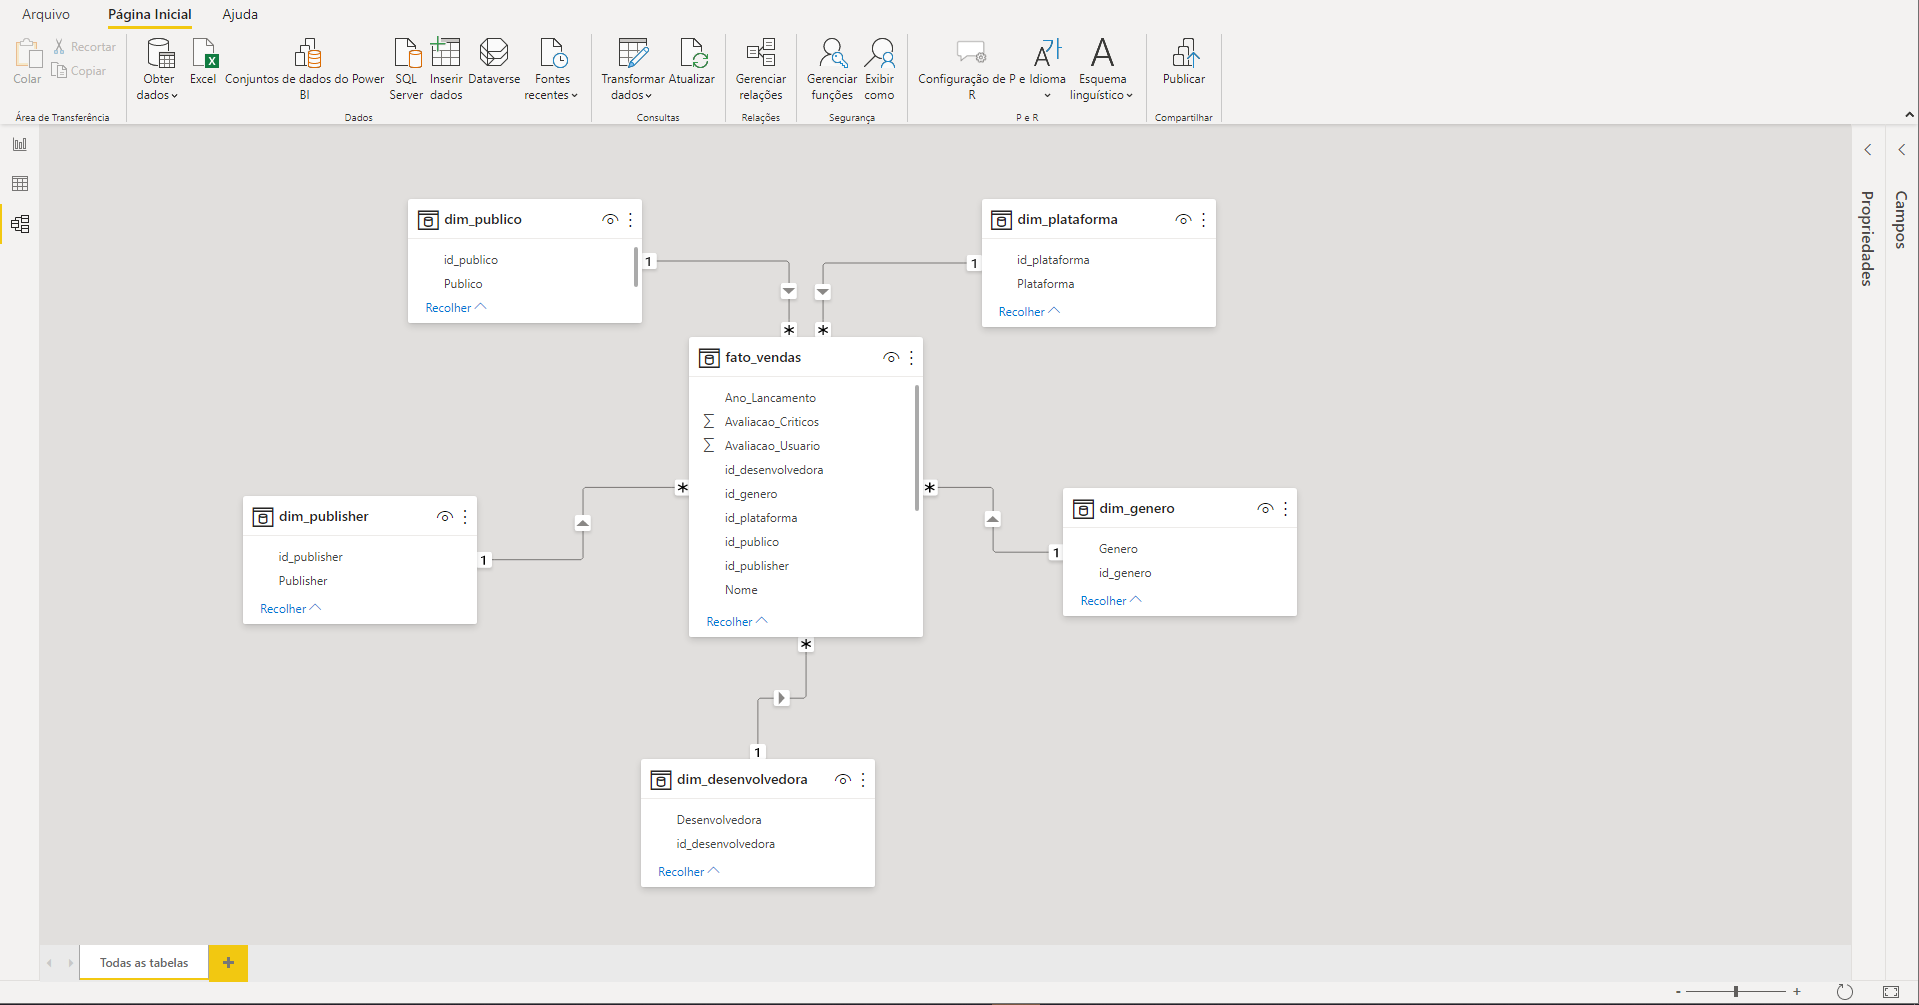 Arquivo
Página Inicial
Ajuda
Colar
Recortar
Copiar
Área de Transferência
Obter
dados
Excel
Conjuntos de dados do Power
BI
SQL
Server
Inserir
dados
Dataverse
Fontes
recentes
Dados
Transformar
dados
Atualizar
Consultas
Gerenciar
relações
Relações
Gerenciar
funções
Exibir
como
Segurança
Configuração de P e
R
Idioma
Esquema
linguístico
P e R
Publicar
Compartilhar
Propriedades
Campos
dim_publico
id_publico
Publico
Recolher
1
*
dim_plataforma
id_plataforma
Plataforma
Recolher
1
*
fato_vendas
Ano_Lancamento
Σ Avaliacao_Criticos
Σ Avaliacao_Usuario
id_desenvolvedora
id_genero
id_plataforma
id_publico
id_publisher
Nome
Recolher
dim_publisher
id_publisher
Publisher
Recolher
1
*
dim_genero
Genero
id_genero
Recolher
1
*
*
1
dim_desenvolvedora
Desenvolvedora
id_desenvolvedora
Recolher
Todas as tabelas
+
- +